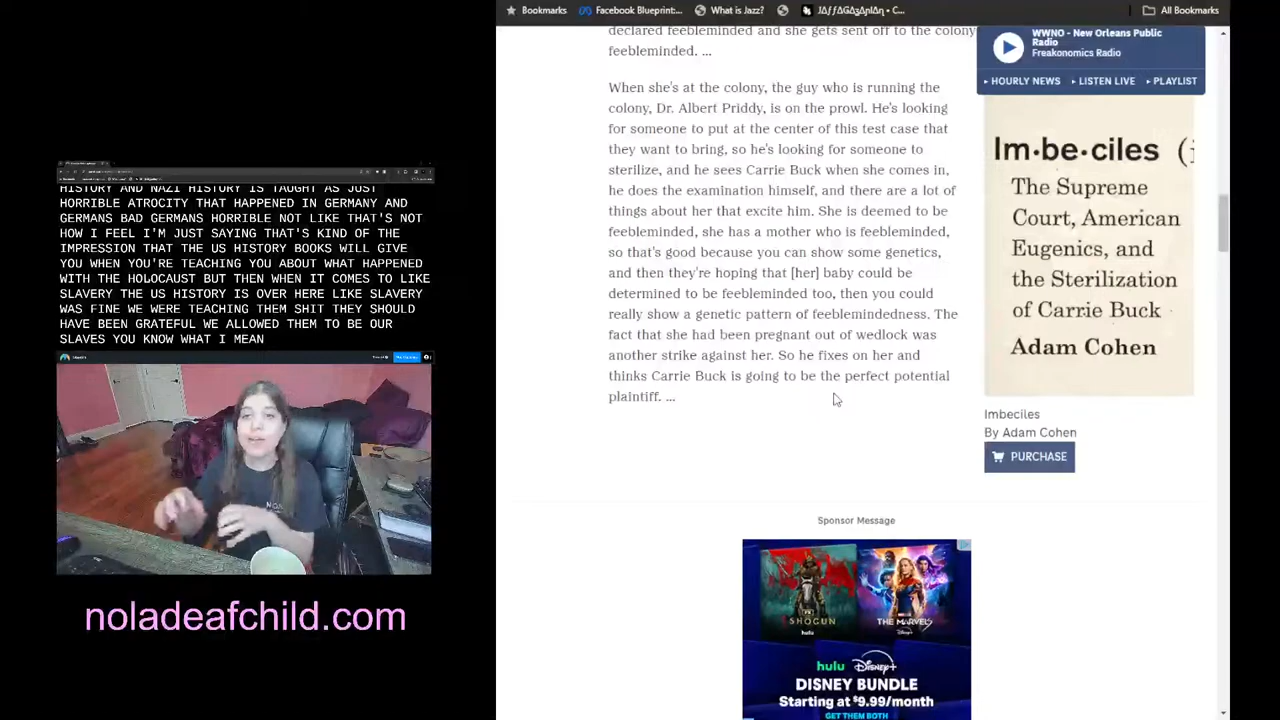 HISTORY AND NAZI HISTORY IS TAUGHT AS JUST
HORRIBLE ATROCITY THAT HAPPENED IN GERMANY AND
GERMANS BAD GERMANS HORRIBLE NOT LIKE THAT'S NOT
HOW I FEEL I'M JUST SAYING THAT'S KIND OF THE
IMPRESSION THAT THE US HISTORY BOOKS WILL GIVE
YOU WHEN YOU'RE TEACHING YOU ABOUT WHAT HAPPENED
WITH THE HOLOCAUST BUT THEN WHEN IT COMES TO LIKE
SLAVERY THE US HISTORY IS OVER HERE LIKE SLAVERY
WAS FINE WE WERE TEACHING THEM SHIT THEY SHOULD
HAVE BEEN GRATEFUL WE ALLOWED THEM TO BE OUR
SLAVES YOU KNOW WHAT I MEAN
noladeafchild.com
Bookmarks
Facebook Blueprint:...
What is Jazz?
All Bookmarks
declared feebleminded and she gets sent off to the colony
feebleminded. ...
When she's at the colony, the guy who is running the
colony, Dr. Albert Priddy, is on the prowl. He's looking
for someone to put at the center of this test case that
they want to bring, so he's looking for someone to
sterilize, and he sees Carrie Buck when she comes in,
he does the examination himself, and there are a lot of
things about her that excite him. She is deemed to be
feebleminded, she has a mother who is feebleminded,
so that's good because you can show some genetics,
and then they're hoping that [her] baby could be
determined to be feebleminded too, then you could
really show a genetic pattern of feeblemindedness. The
fact that she had been pregnant out of wedlock was
another strike against her. So he fixes on her and
thinks Carrie Buck is going to be the perfect potential
plaintiff. ...
WWNO - New Orleans Public
Radio
Freakonomics Radio
HOURLY NEWS
LISTEN LIVE
PLAYLIST
Im·be·ciles (
The Supreme
Court, American
Eugenics, and
the Sterilization
of Carrie Buck
Adam Cohen
Imbeciles
By Adam Cohen
PURCHASE
Sponsor Message
SHOGUN
hulu
THE MARVELS
Disney+
hulu Disney+
DISNEY BUNDLE
Starting at $9.99/month
GET THEM BOTH